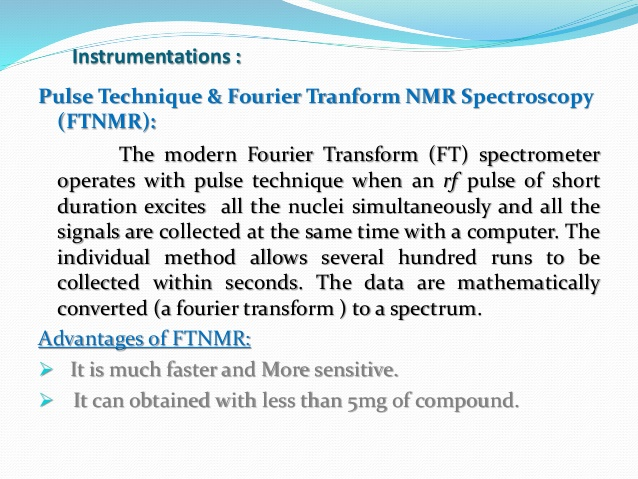 Instrumentations :
Pulse Technique & Fourier Tranform NMR Spectroscopy
(FTNMR):
The modern Fourier Transform (FT) spectrometer
operates with pulse technique when an rf pulse of short
duration excites all the nuclei simultaneously and all the
signals are collected at the same time with a computer. The
individual method allows several hundred runs to be
collected within seconds. The data are mathematically
converted (a fourier transform ) to a spectrum.
Advantages of FTNMR:
➢ It is much faster and More sensitive.
➢ It can obtained with less than 5mg of compound.